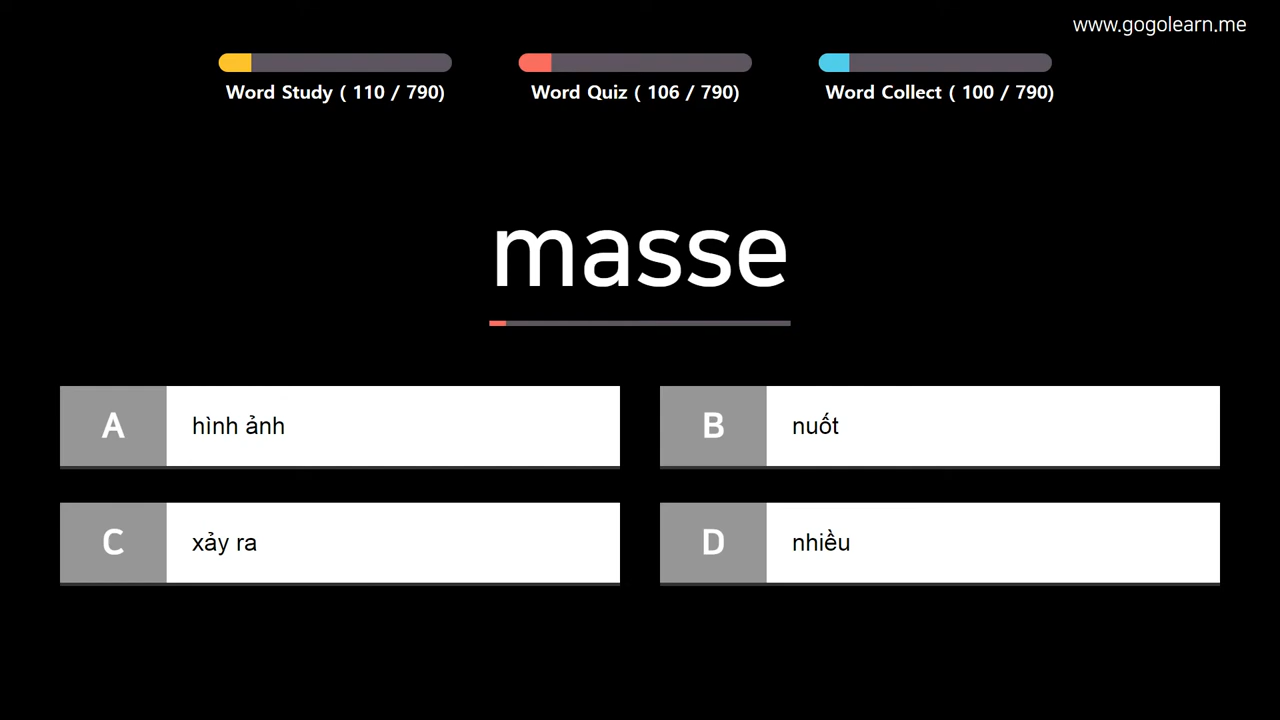 www.gogolearn.me
Word Study ( 110 / 790)
Word Quiz ( 106 / 790)
Word Collect ( 100 / 790)
masse
A hình ảnh
B nuốt
C xảy ra
D nhiều